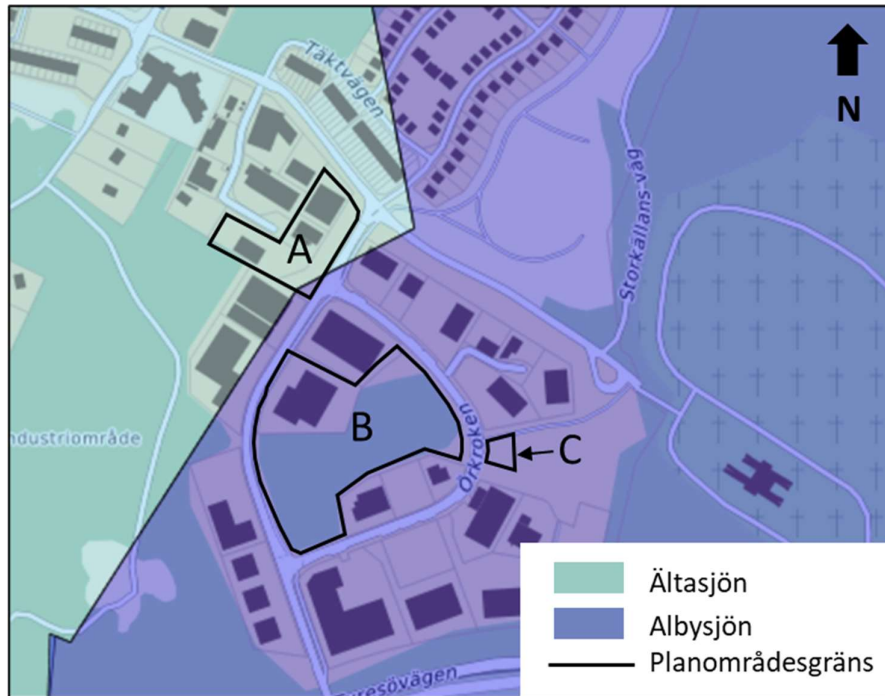 Täktvägen
N
Storkällans väg
A
ndustriområde
B
Örkroken
C
Ältasjön
Albysjön
Planområdesgräns